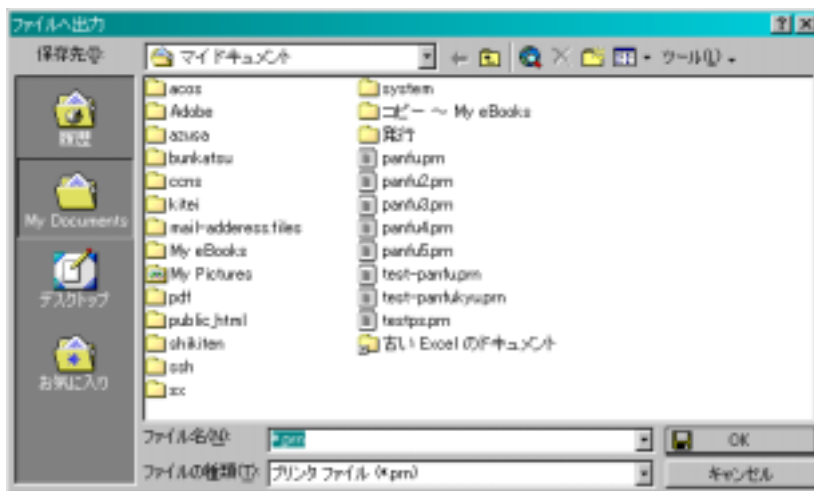 ファイルへ出力
保存先(I):
マイ ドキュメント
ツール(L)
履歴
My Documents
デスクトップ
お気に入り
acos
Adobe
azusa
bunkatsu
ccns
kitei
mail-adderess.files
My eBooks
My Pictures
pdf
public_html
shikiten
ssh
sx
system
コピー ~ My eBooks
発行
panfu.prn
panfu2.prn
panfu3.prn
panfu4.prn
panfu5.prn
test-panfu.prn
test-panfukyu.prn
testps.prn
古い Excel のドキュメント
ファイル名(N):
*.prn
OK
ファイルの種類(T):
プリンタ ファイル (*.prn)
キャンセル